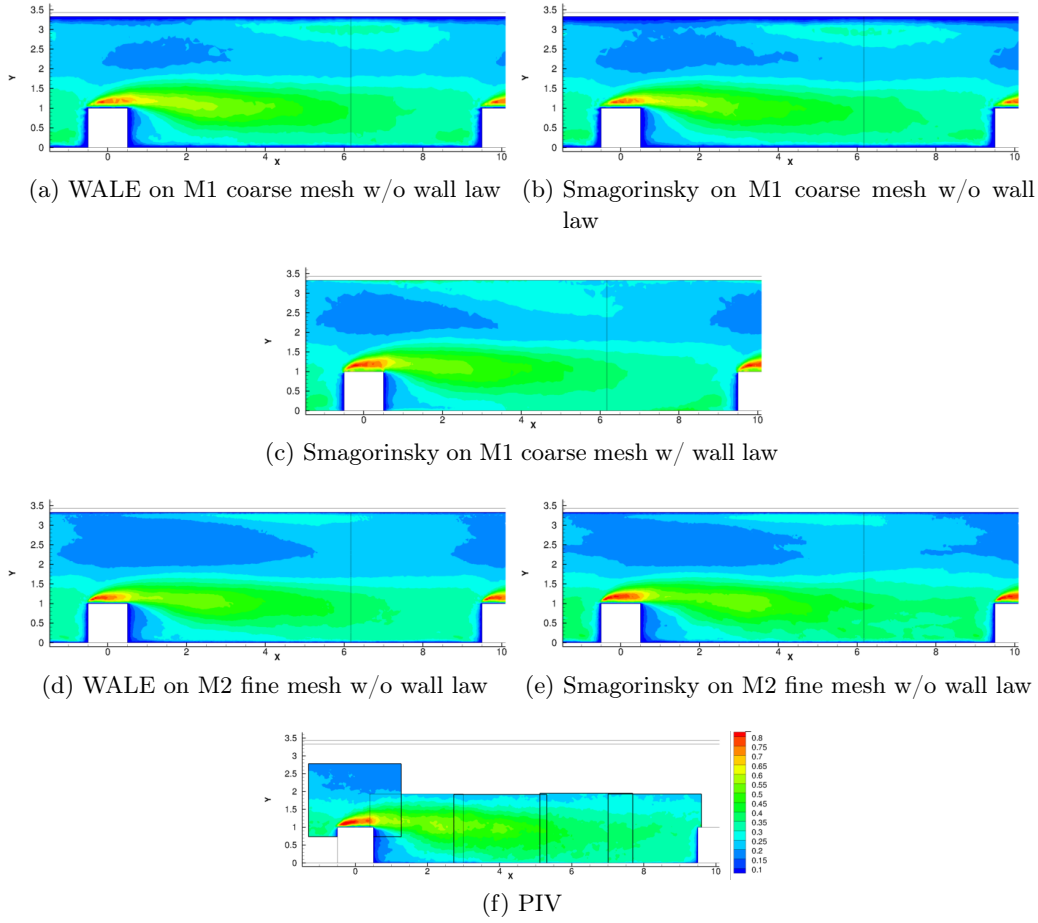 3.5
3
2.5
2
1.5
1
0.5
0
Y
0 2 4 6 8 10
X
3.5
3
2.5
2
1.5
1
0.5
0
Y
0 2 4 6 8 10
X
(a) WALE on M1 coarse mesh w/o wall law
(b) Smagorinsky on M1 coarse mesh w/o wall
law
3.5
3
2.5
2
1.5
1
0.5
0
Y
0 2 4 6 8 10
X
(c) Smagorinsky on M1 coarse mesh w/ wall law
3.5
3
2.5
2
1.5
1
0.5
0
Y
0 2 4 6 8 10
X
3.5
3
2.5
2
1.5
1
0.5
0
Y
0 2 4 6 8 10
X
(d) WALE on M2 fine mesh w/o wall law
(e) Smagorinsky on M2 fine mesh w/o wall law
3.5
3
2.5
2
1.5
1
0.5
0
Y
0 2 4 6 8 10
X
0.8
0.75
0.65
0.6
0.55
0.5
0.45
0.4
0.35
0.3
0.25
0.2
0.15
0.1
(f) PIV